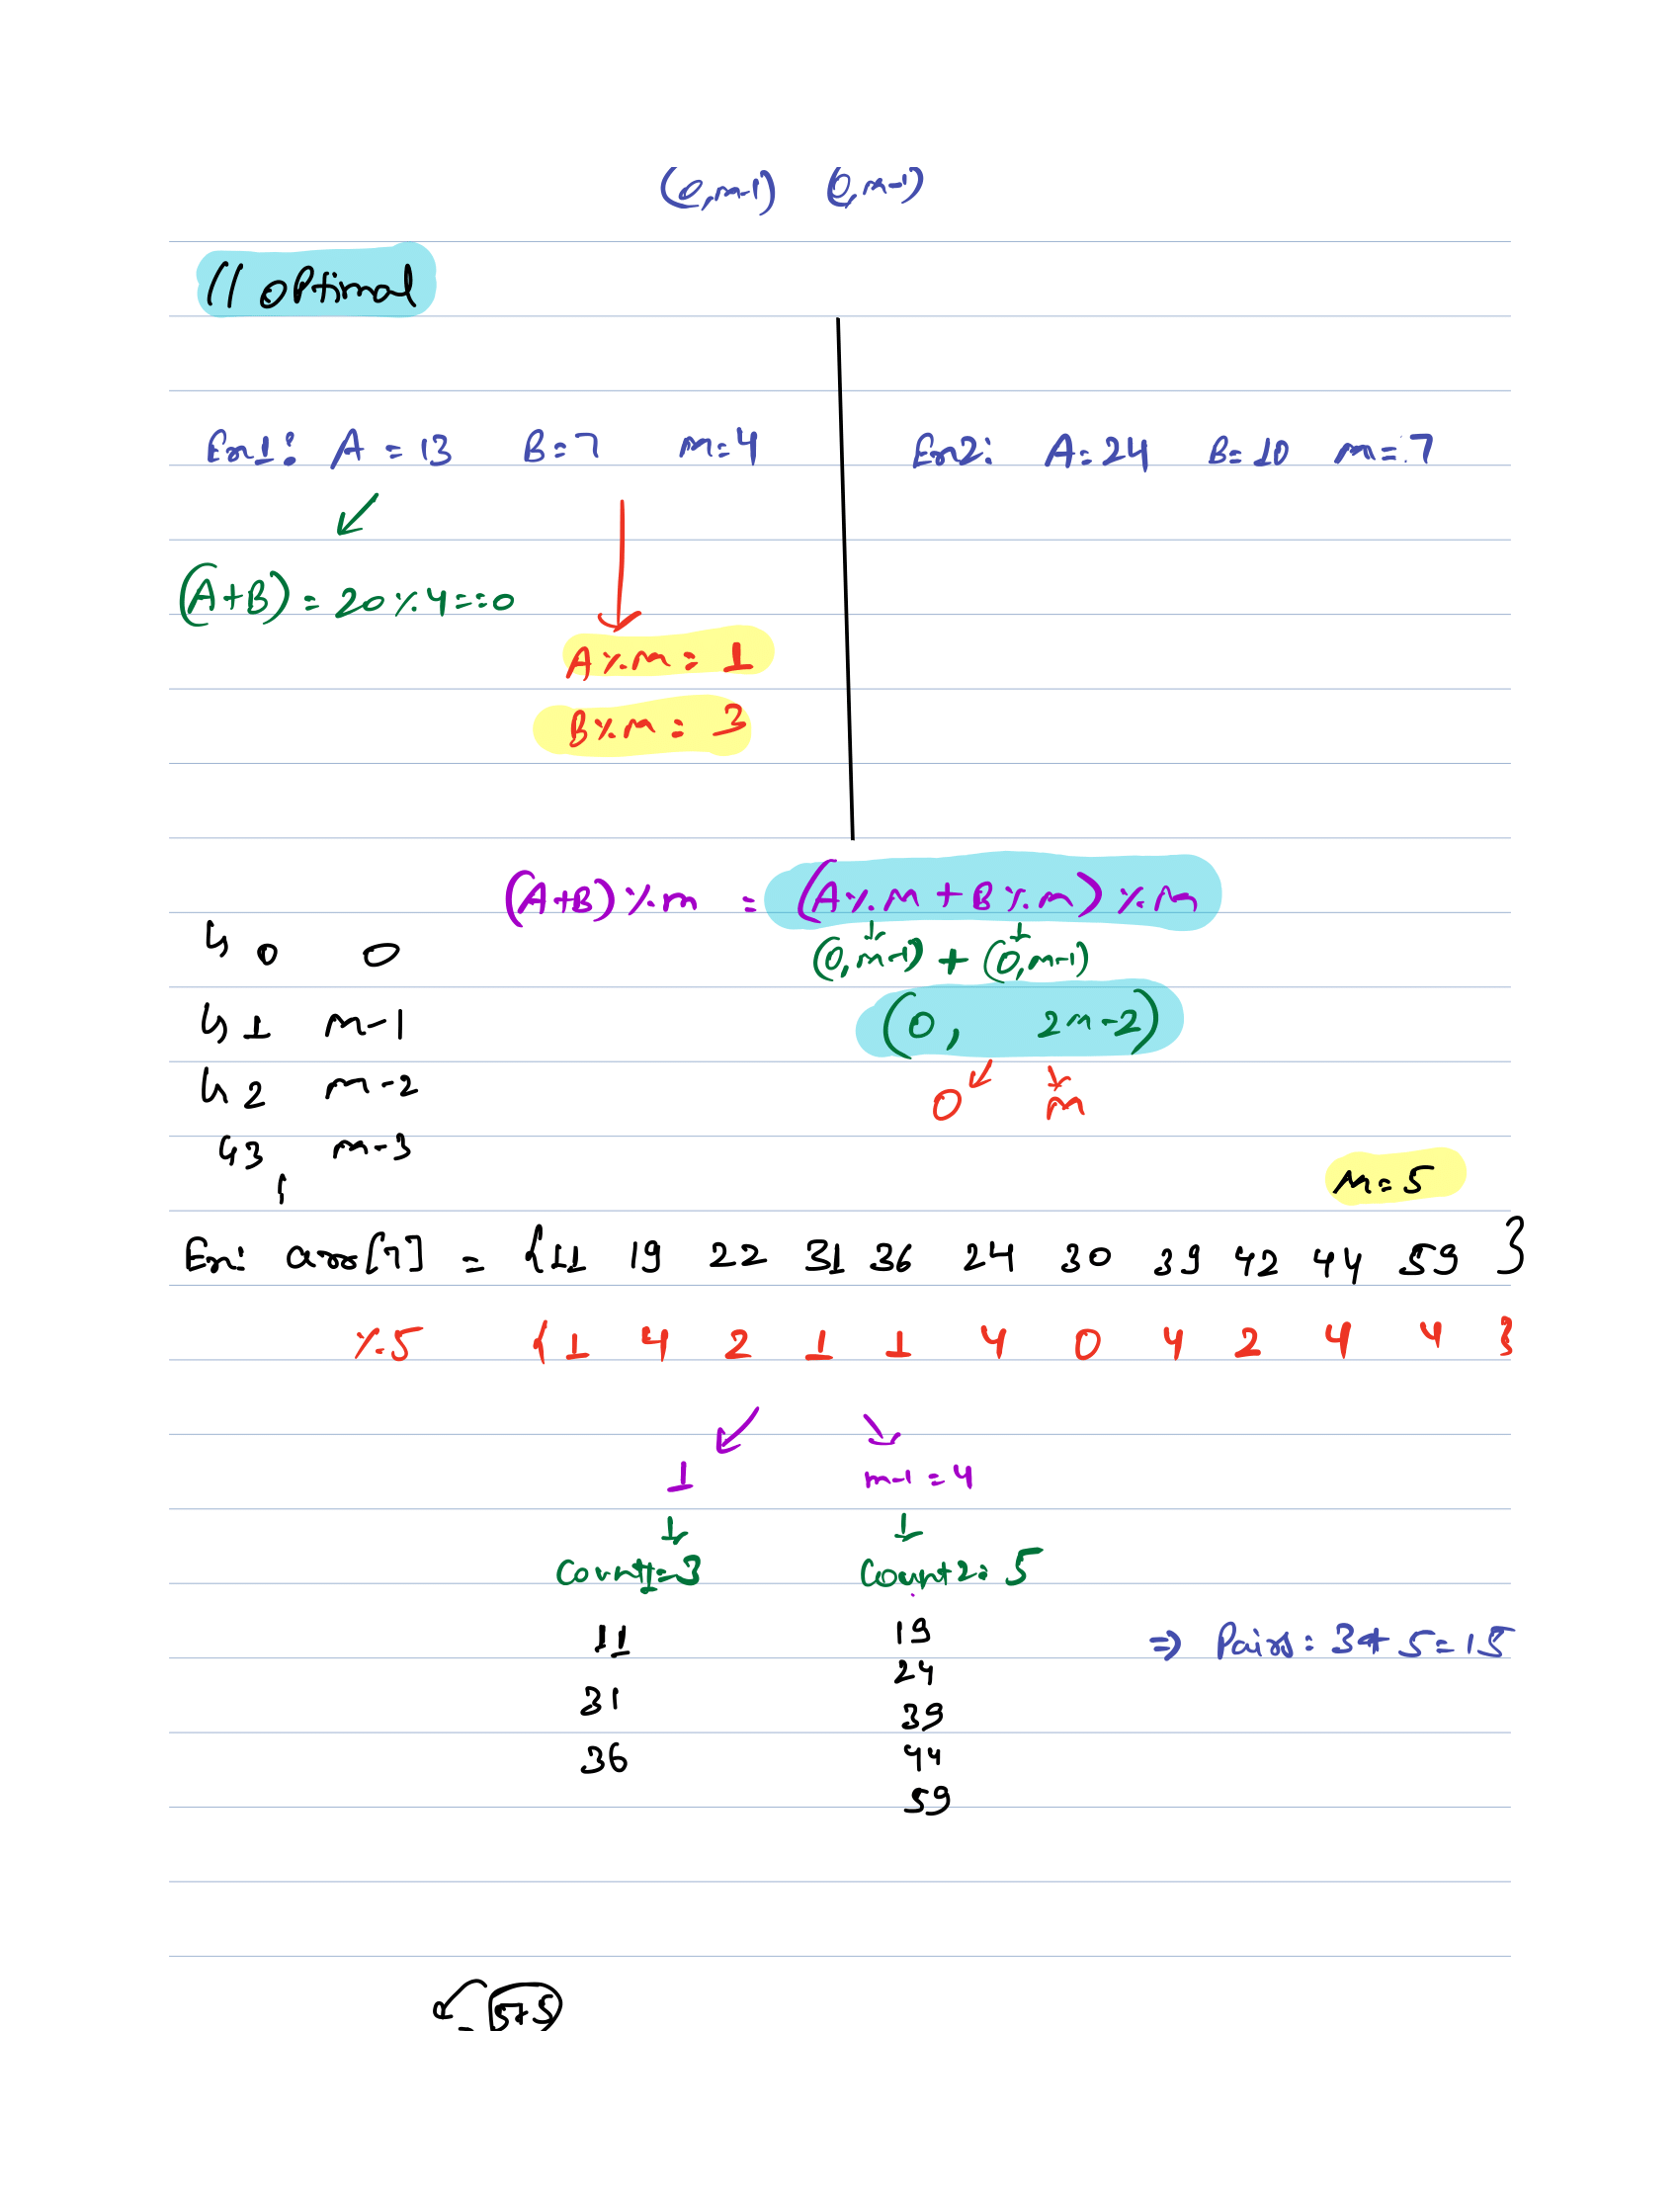 (0,m-1) (0,m-1)
// optimal
Ex1: A = 13 B=7 m=4
Ex2: A=24 B=10 m=7
(A+B) = 20%4==0
A%m = 1
B%m = 3
(A+B)%m = (A%m + B%m)%m
↳ 0 0
(0,m-1) + (0,m-1)
↳ 1 m-1
(0, 2m-2)
↳ 2 m-2
0 m
↳ 3 m-3
M=5
Ex: arr[7] = {11 19 22 31 36 24 30 39 42 44 59 }
%5 {1 4 2 1 1 4 0 4 2 4 4 }
1 m-1 = 4
Count1=3 Count2=5
11 19 => Pairs: 3* 5=15
24
31 39
36 44
59
5+5